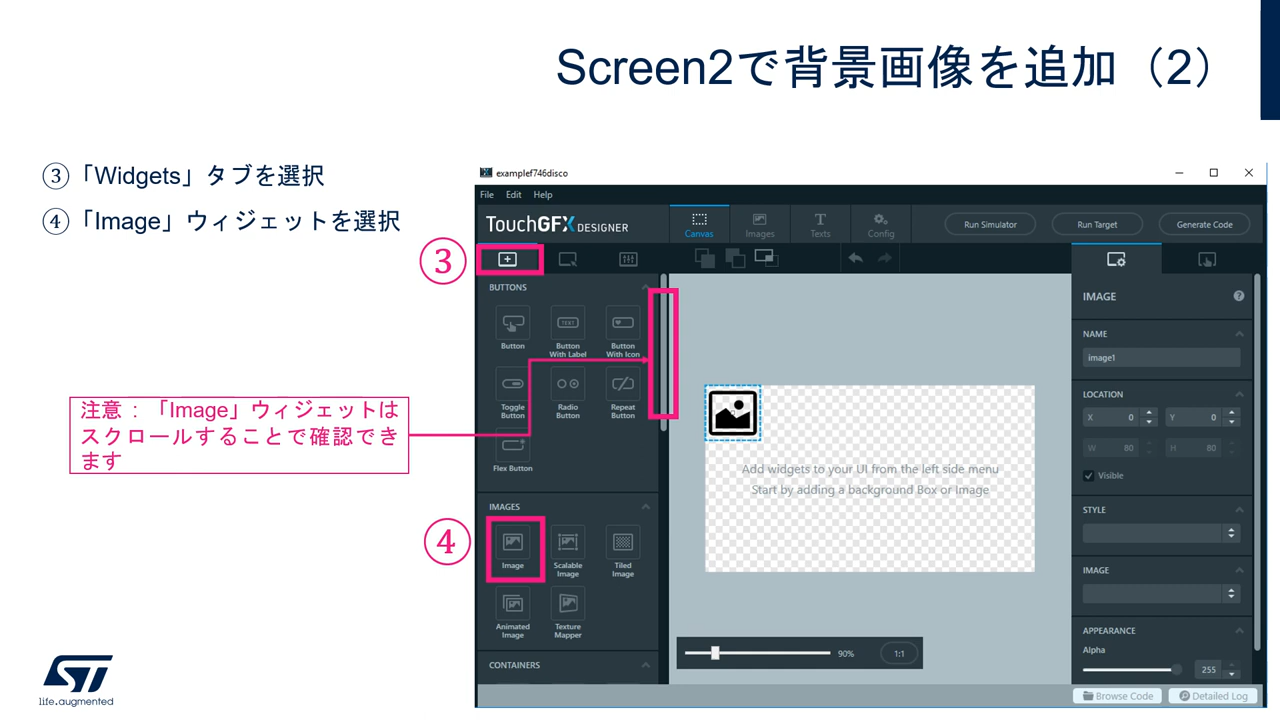 Screen2で背景画像を追加（2）
③「Widgets」タブを選択
④「Image」ウィジェットを選択
③
注意：「Image」ウィジェットは
スクロールすることで確認でき
ます
④
examplef746disco
File Edit Help
TouchGFX DESIGNER
Canvas Images Texts Config
Run Simulator Run Target Generate Code
BUTTONS
Button
Button With Label
Button With Icon
Toggle Button
Radio Button
Repeat Button
Flex Button
IMAGES
Image
Scalable Image
Tiled Image
Animated Image
Texture Mapper
CONTAINERS
Add widgets to your UI from the left side menu
Start by adding a background Box or Image
90% 1:1
IMAGE
NAME
image1
LOCATION
X 0 Y 0
W 80 H 80
Visible
STYLE
IMAGE
APPEARANCE
Alpha
255
Browse Code Detailed Log
ST
life.augmented